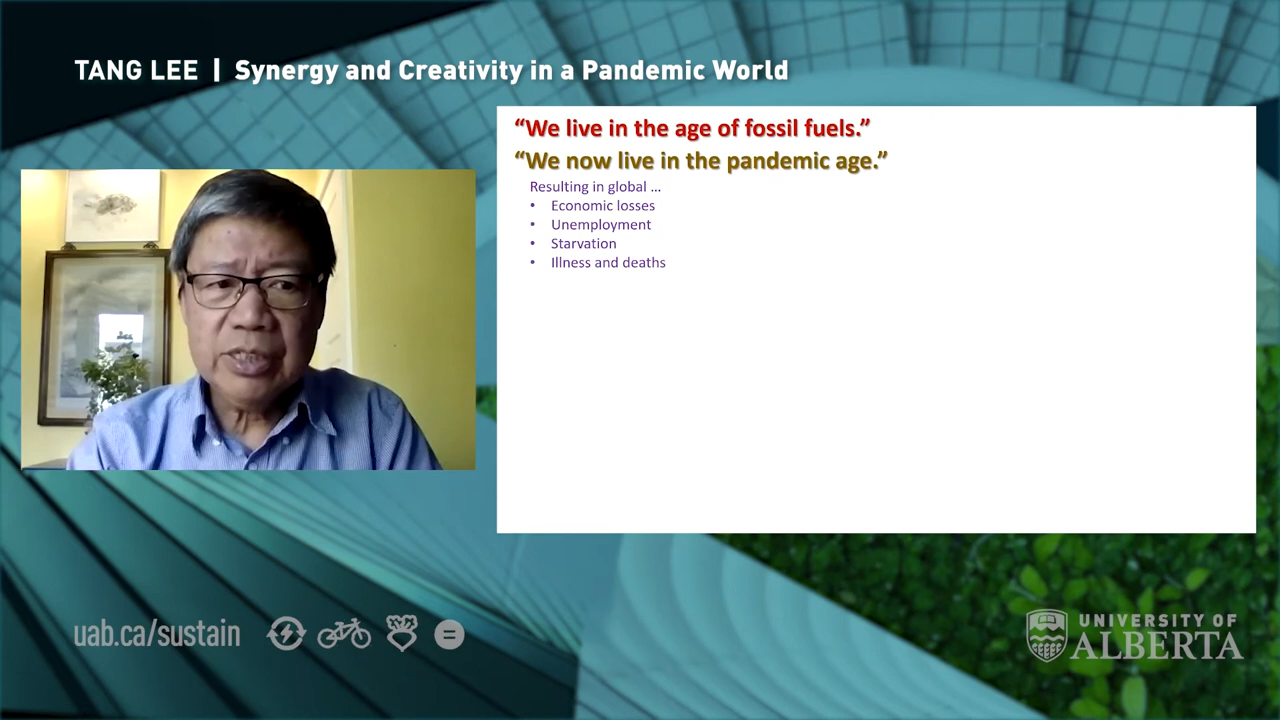 TANG LEE | Synergy and Creativity in a Pandemic World
“We live in the age of fossil fuels.”
“We now live in the pandemic age.”
Resulting in global ...
• Economic losses
• Unemployment
• Starvation
• Illness and deaths
uab.ca/sustain
UNIVERSITY OF
ALBERTA